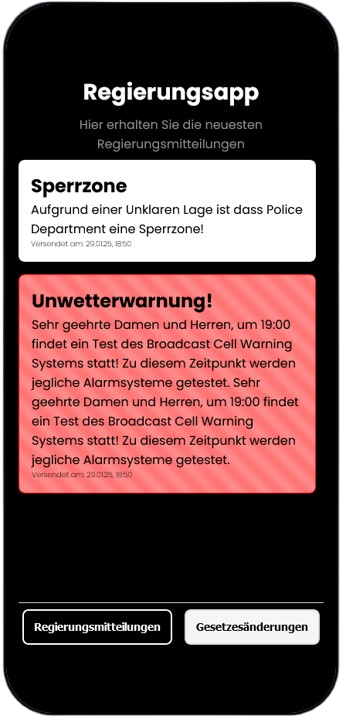 Regierungsapp
Hier erhalten Sie die neuesten
Regierungsmitteilungen
Sperrzone
Aufgrund einer Unklaren Lage ist dass Police
Department eine Sperrzone!
Versendet am: 29.01.25, 18:50
Unwetterwarnung!
Sehr geehrte Damen und Herren, um 19:00
findet ein Test des Broadcast Cell Warning
Systems statt! Zu diesem Zeitpunkt werden
jegliche Alarmsysteme getestet. Sehr
geehrte Damen und Herren, um 19:00 findet
ein Test des Broadcast Cell Warning
Systems statt! Zu diesem Zeitpunkt werden
jegliche Alarmsysteme getestet.
Versendet am: 29.01.25, 18:50
Regierungsmitteilungen
Gesetzesänderungen